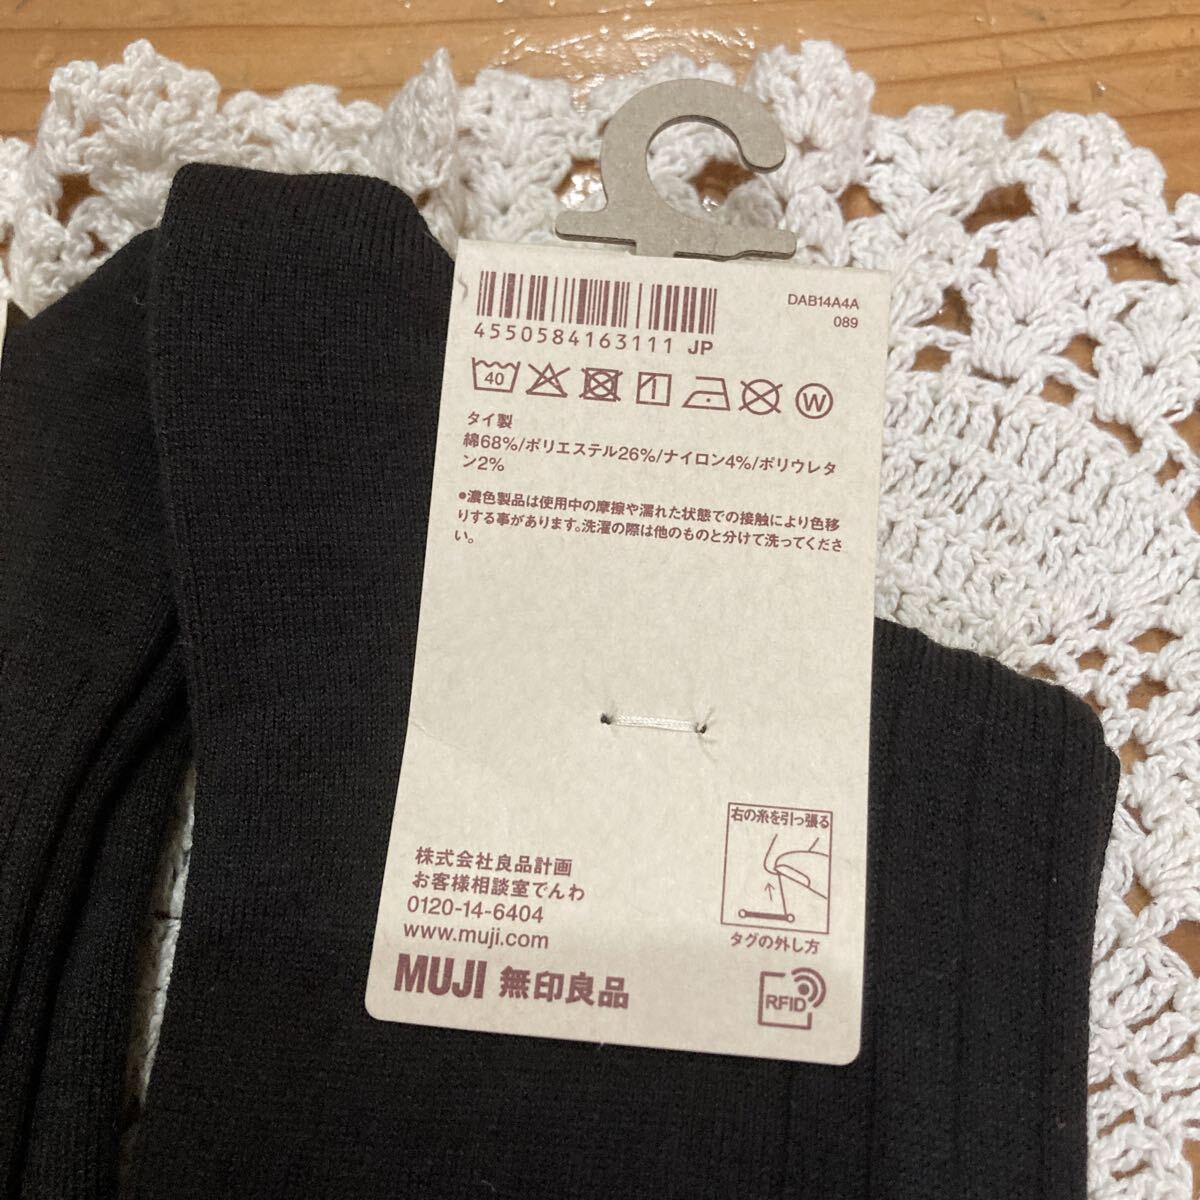 4550584163111 JP
DAB14A4A
089
40
W
タイ製
綿68%/ポリエステル26%/ナイロン4%/ポリウレタ
ン2%
●濃色製品は使用中の摩擦や濡れた状態での接触により色移
りする事があります。洗濯の際は他のものと分けて洗ってくださ
い。
右の糸を引っ張る
タグの外し方
株式会社良品計画
お客様相談室でんわ
0120-14-6404
www.muji.com
MUJI 無印良品
RFID